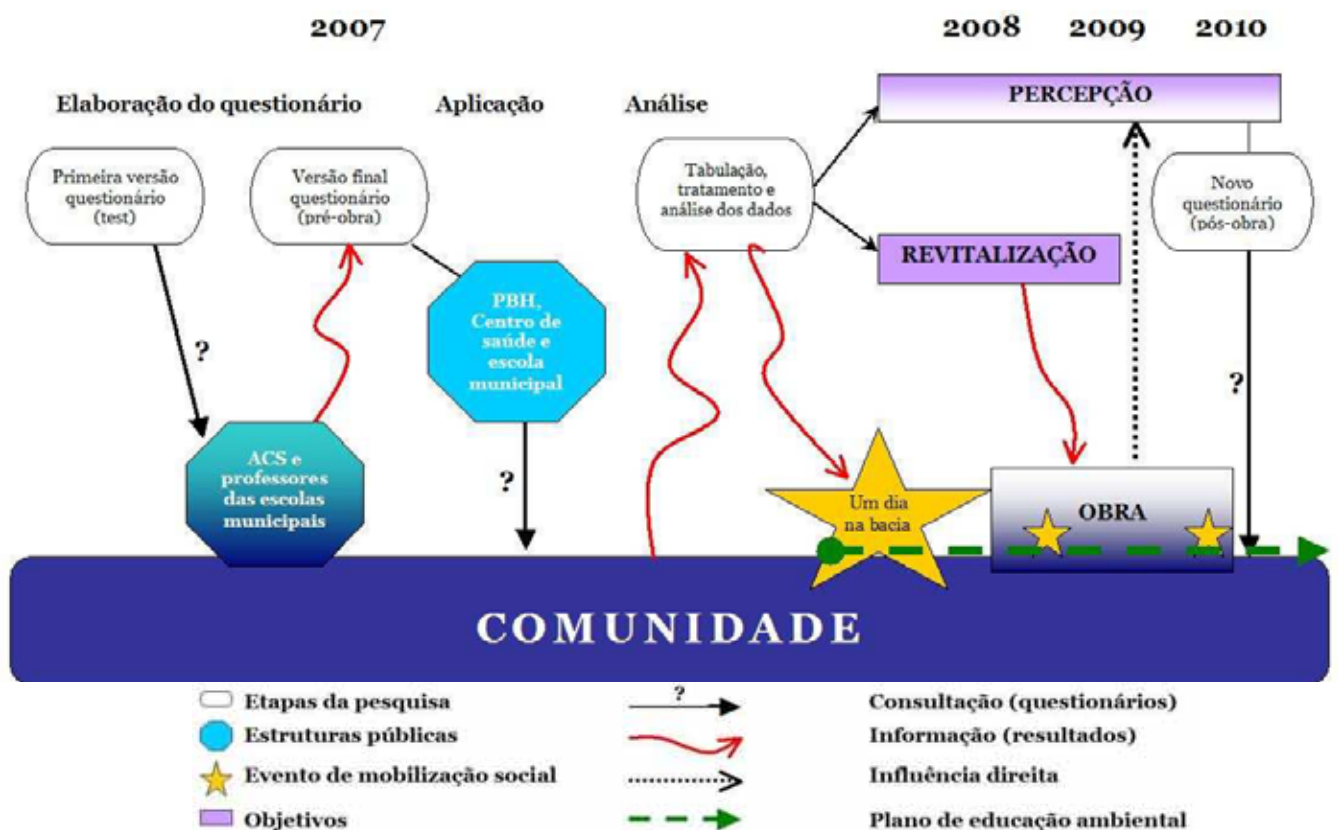 2007
2008 2009 2010
Elaboração do questionário
Aplicação
Análise
PERCEPÇÃO
Primeira versão
questionário
(test)
Versão final
questionário
(pré-obra)
Tabulação,
tratamento e
análise dos dados
Novo
questionário
(pós-obra)
REVITALIZAÇÃO
PBH,
Centro de
saúde e
escola
municipal
?
?
?
ACS e
professores
das escolas
municipais
Um dia
na bacia
OBRA
COMUNIDADE
Etapas da pesquisa
?
Consultação (questionários)
Estruturas públicas
Informação (resultados)
Evento de mobilização social
Influência direita
Objetivos
Plano de educação ambiental